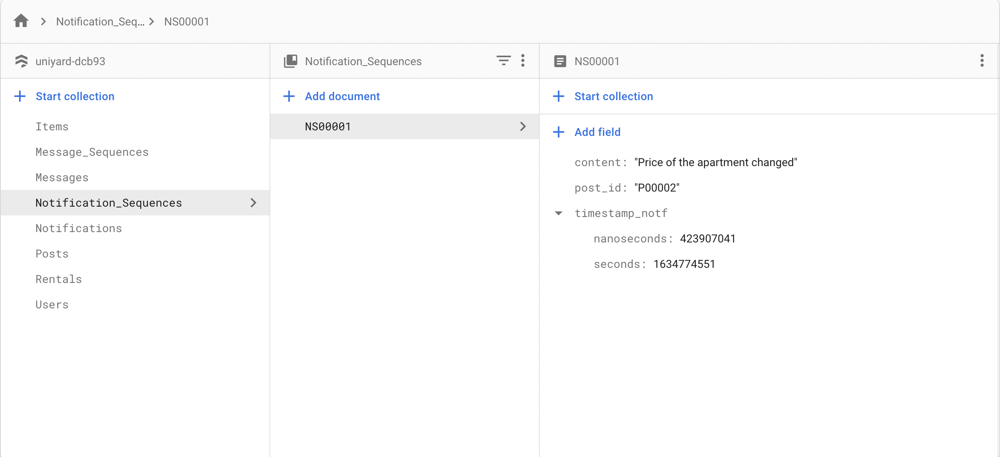 Notification_Seq... NS00001
uniyard-dcb93
Start collection
Items
Message_Sequences
Messages
Notification_Sequences
Notifications
Posts
Rentals
Users
Notification_Sequences
Add document
NS00001
NS00001
Start collection
Add field
content: "Price of the apartment changed"
post_id: "P00002"
timestamp_notf
nanoseconds: 423907041
seconds: 1634774551